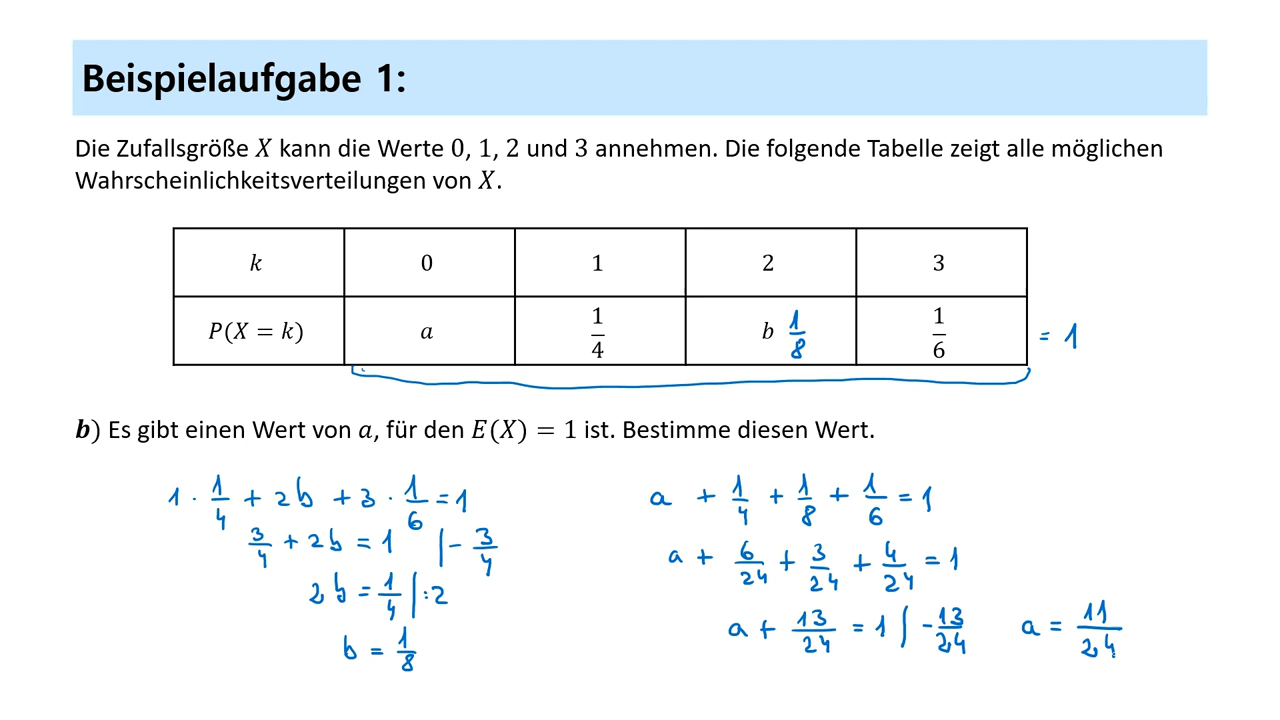 Beispielaufgabe 1:
Die Zufallsgröße X kann die Werte 0, 1, 2 und 3 annehmen. Die folgende Tabelle zeigt alle möglichen
Wahrscheinlichkeitsverteilungen von X.
k 0 1 2 3
P(X = k) a 1/4 b 1/8 1/6 = 1
b) Es gibt einen Wert von a, für den E(X) = 1 ist. Bestimme diesen Wert.
1 · 1/4 + 2b + 3 · 1/6 = 1
3/4 + 2b = 1 | - 3/4
2b = 1/4 | :2
b = 1/8
a + 1/4 + 1/8 + 1/6 = 1
a + 6/24 + 3/24 + 4/24 = 1
a + 13/24 = 1 | - 13/24
a = 11/24